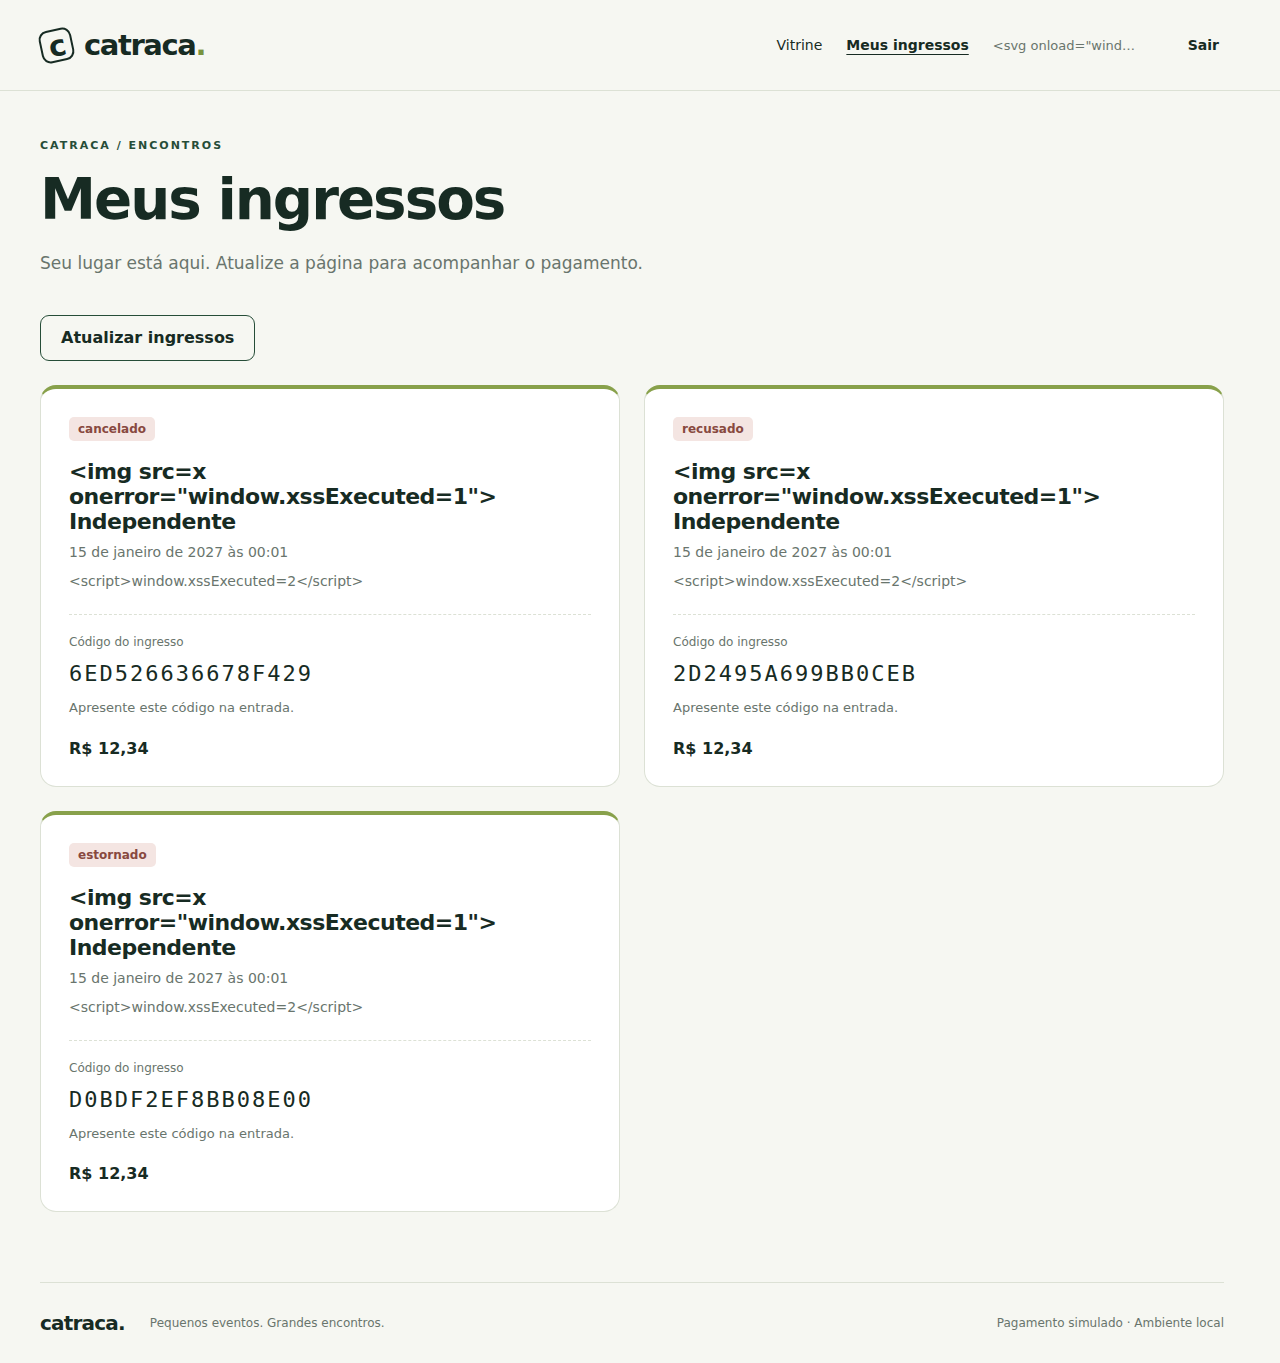 c catraca.
Vitrine Meus ingressos <svg onload="wind… Sair
CATRACA / ENCONTROS
Meus ingressos
Seu lugar está aqui. Atualize a página para acompanhar o pagamento.
Atualizar ingressos
cancelado
<img src=x
onerror="window.xssExecuted=1">
Independente
15 de janeiro de 2027 às 00:01
<script>window.xssExecuted=2</script>
Código do ingresso
6ED526636678F429
Apresente este código na entrada.
R$ 12,34
recusado
<img src=x
onerror="window.xssExecuted=1">
Independente
15 de janeiro de 2027 às 00:01
<script>window.xssExecuted=2</script>
Código do ingresso
2D2495A699BB0CEB
Apresente este código na entrada.
R$ 12,34
estornado
<img src=x
onerror="window.xssExecuted=1">
Independente
15 de janeiro de 2027 às 00:01
<script>window.xssExecuted=2</script>
Código do ingresso
D0BDF2EF8BB08E00
Apresente este código na entrada.
R$ 12,34
catraca. Pequenos eventos. Grandes encontros.
Pagamento simulado · Ambiente local